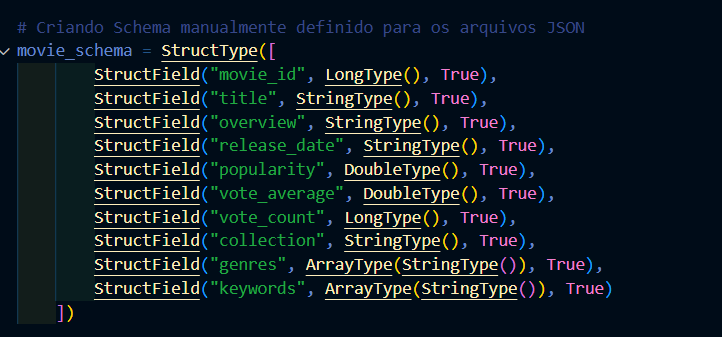 # Criando Schema manualmente definido para os arquivos JSON
movie_schema = StructType([
StructField("movie_id", LongType(), True),
StructField("title", StringType(), True),
StructField("overview", StringType(), True),
StructField("release_date", StringType(), True),
StructField("popularity", DoubleType(), True),
StructField("vote_average", DoubleType(), True),
StructField("vote_count", LongType(), True),
StructField("collection", StringType(), True),
StructField("genres", ArrayType(StringType()), True),
StructField("keywords", ArrayType(StringType()), True)
])